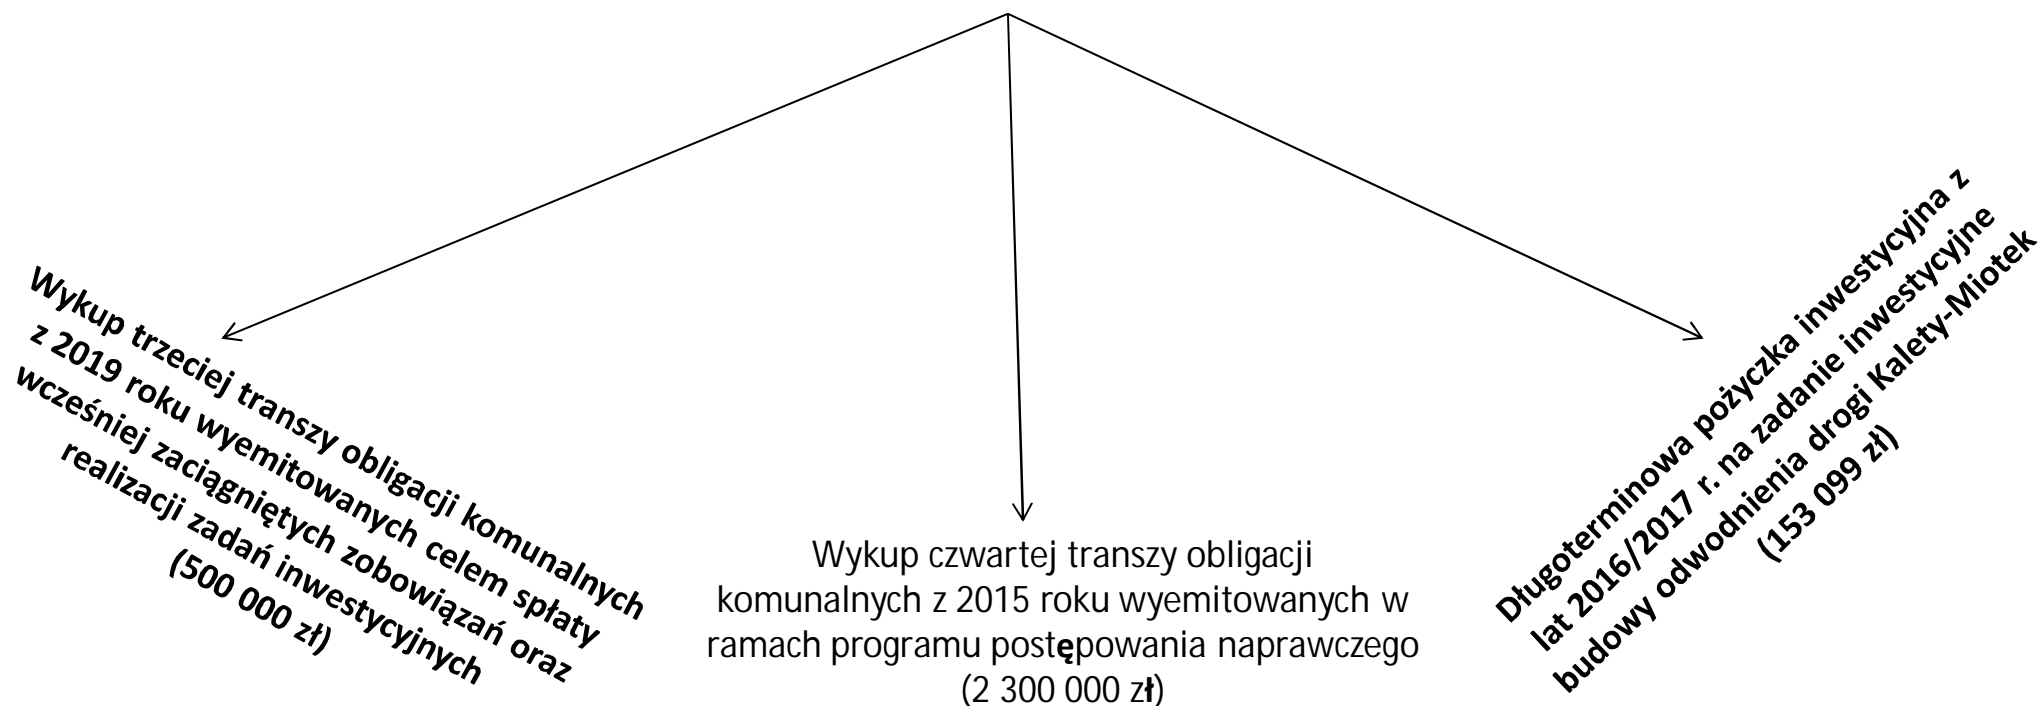 Wykup trzeciej transzy obligacji komunalnych
z 2019 roku wyemitowanych celem spłaty
wcześniej zaciągniętych zobowiązań oraz
realizacji zadań inwestycyjnych
(500 000 zł)
Wykup czwartej transzy obligacji
komunalnych z 2015 roku wyemitowanych w
ramach programu postępowania naprawczego
(2 300 000 zł)
Długoterminowa pożyczka inwestycyjna z
lat 2016/2017 r. na zadanie inwestycyjne
budowy odwodnienia drogi Kalety-Miotek
(153 099 zł)